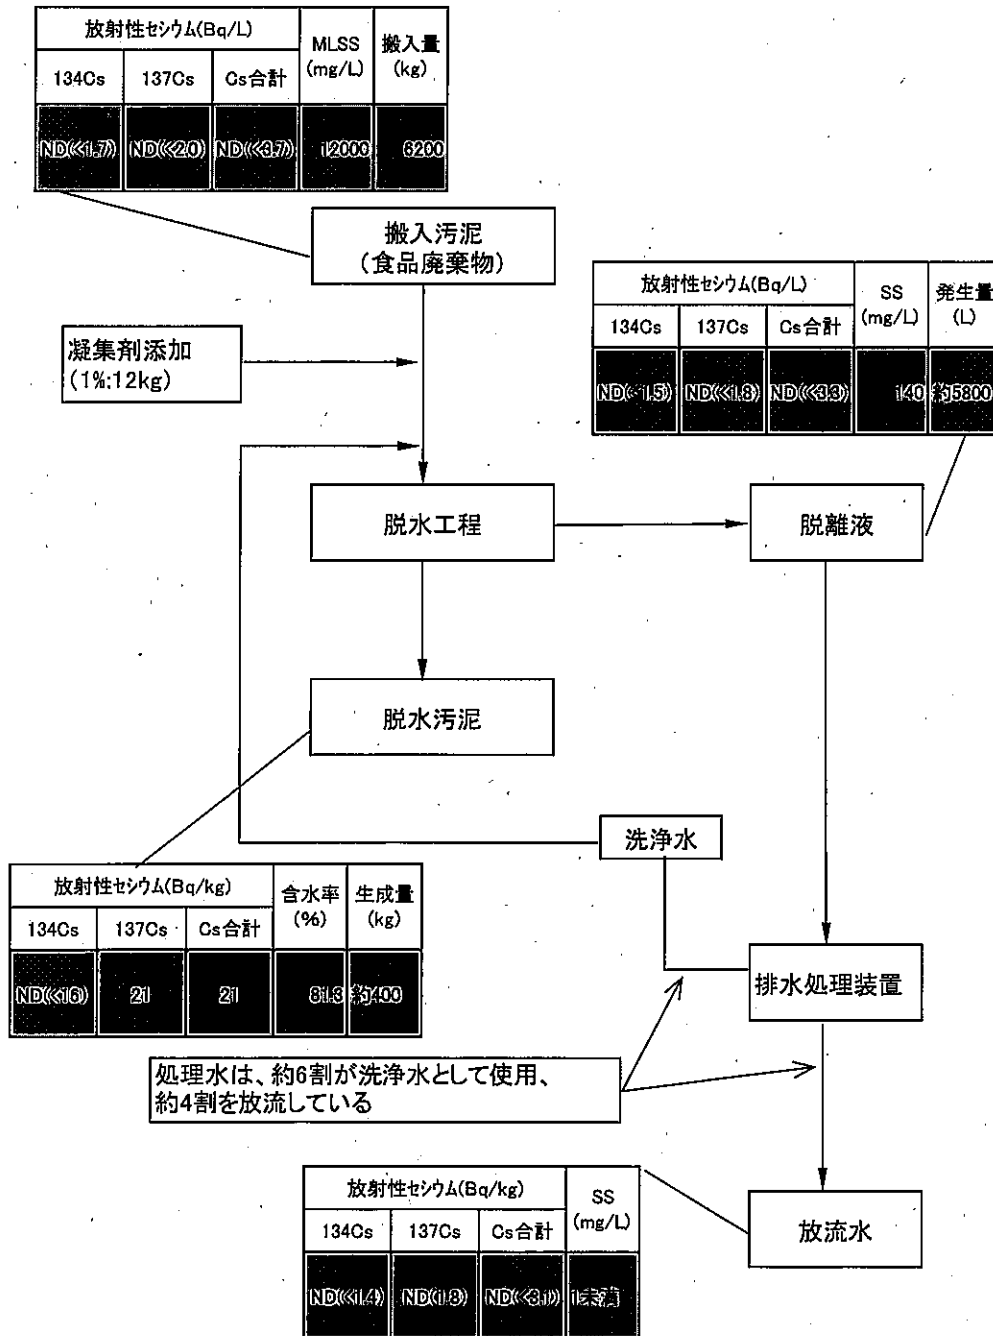 放射性セシウム(Bq/L) MLSS (mg/L) 搬入量 (kg)
134Cs 137Cs Cs合計
ND(<1.7) ND(<2.0) ND(<3.7) 12000 6200
搬入汚泥
(食品廃棄物)
放射性セシウム(Bq/L) SS (mg/L) 発生量 (L)
134Cs 137Cs Cs合計
ND(<1.5) ND(<1.8) ND(<3.3) 140 約5800
凝集剤添加
(1%:12kg)
脱水工程
脱離液
脱水汚泥
洗浄水
放射性セシウム(Bq/kg) 含水率 (%) 生成量 (kg)
134Cs 137Cs Cs合計
ND(<16) 21 21 81.3 約400
排水処理装置
処理水は、約6割が洗浄水として使用、
約4割を放流している
放射性セシウム(Bq/kg) SS (mg/L)
134Cs 137Cs Cs合計
ND(<1.4) ND(1.8) ND(<3.1) 1未満
放流水